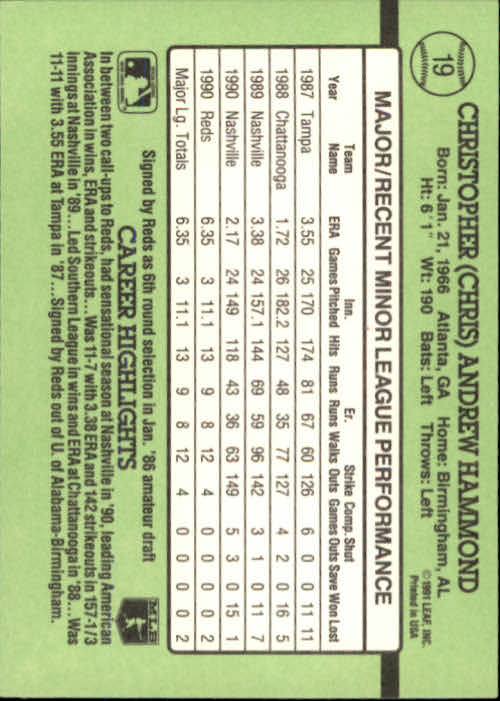 19
CHRISTOPHER (CHRIS) ANDREW HAMMOND
Born: Jan. 21, 1966 Atlanta, GA Home: Birmingham, AL
Ht: 6'1" Wt: 190 Bats: Left Throws: Left
©1991 LEAF, INC.
Printed in USA
MAJOR/RECENT MINOR LEAGUE PERFORMANCE
Inn. Er. Strike Comp Shut
Year Team Name ERA Games Pitched Hits Runs Runs Walks Outs Games Outs Save Won Lost
1987 Tampa 3.55 25 170 174 81 67 60 126 6 0 0 11 11
1988 Chattanooga 1.72 26 182.2 127 48 35 77 127 4 2 0 16 5
1989 Nashville 3.38 24 157.1 144 69 59 96 142 3 1 0 11 7
1990 Nashville 2.17 24 149 118 43 36 63 149 5 3 0 15 1
1990 Reds 6.35 3 11.1 13 9 8 12 4 0 0 0 0 2
Major Lg. Totals 6.35 3 11.1 13 9 8 12 4 0 0 0 0 2
Signed by Reds as 6th round selection in Jan. '86 amateur draft
CAREER HIGHLIGHTS
MLB
In between two call-ups to Reds, had sensational season at Nashville in '90, leading American
Association in wins, ERA and strikeouts...Was 11-7 with 3.38 ERA and 142 strikeouts in 157-1/3
innings at Nashville in '89...Led Southern League in wins and ERA at Chattanooga in '88...Was
11-11 with 3.55 ERA at Tampa in '87...Signed by Reds out of U. of Alabama-Birmingham.